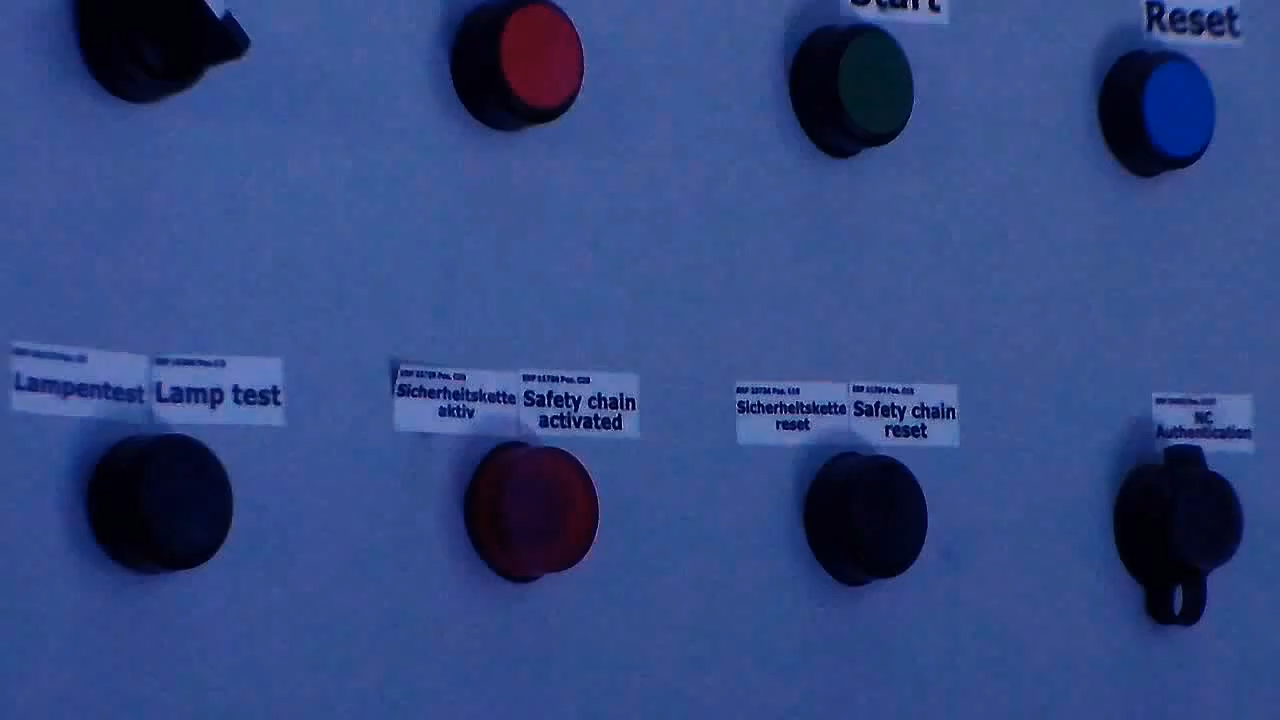 Start
Reset
Lampentest
Lamp test
Sicherheitskette
aktiv
Safety chain
activated
Sicherheitskette
reset
Safety chain
reset
NC
Authentication